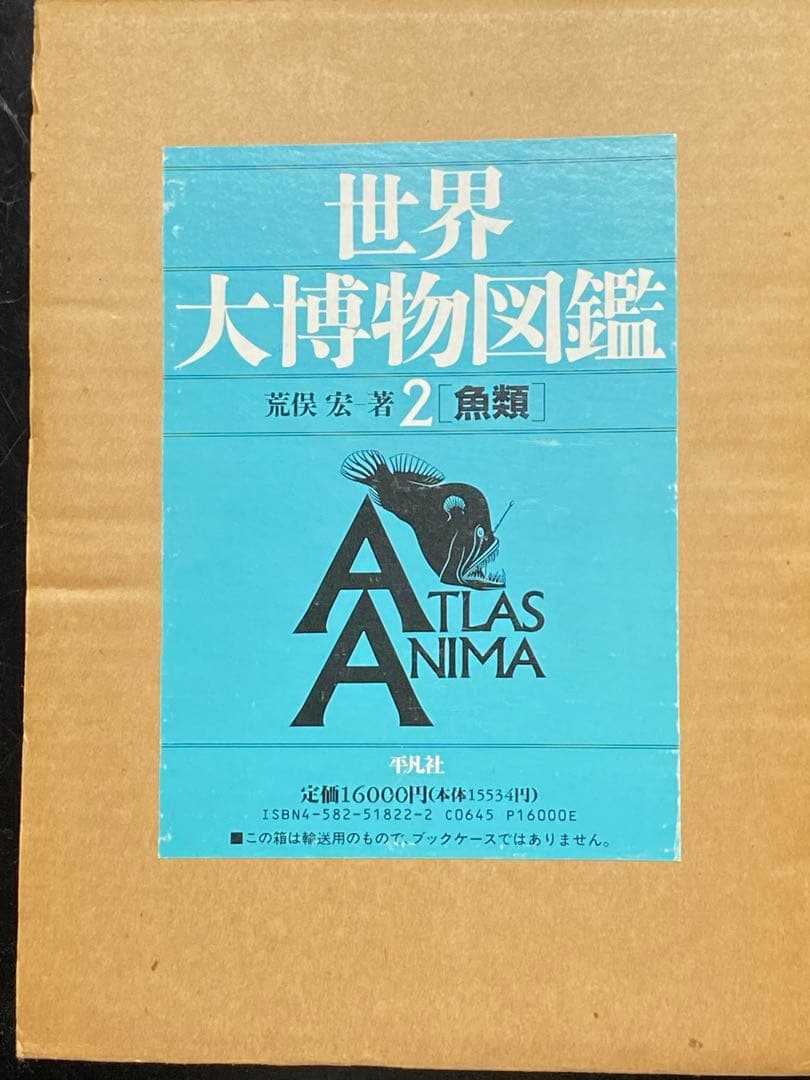 世界
大博物図鑑
荒俣 宏-著 2［魚類］
ATLAS
ANIMA
平凡社
定価16000円(本体15534円)
ISBN4-582-51822-2 C0645 P16000E
■この箱は輸送用のもので、ブックケースではありません。